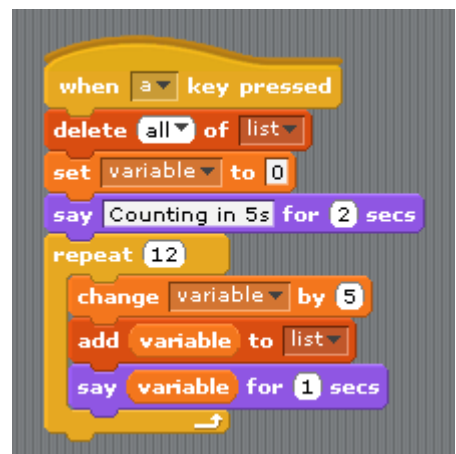 when a key pressed
delete all of list
set variable to 0
say Counting in 5s for 2 secs
repeat 12
change variable by 5
add variable to list
say variable for 1 secs